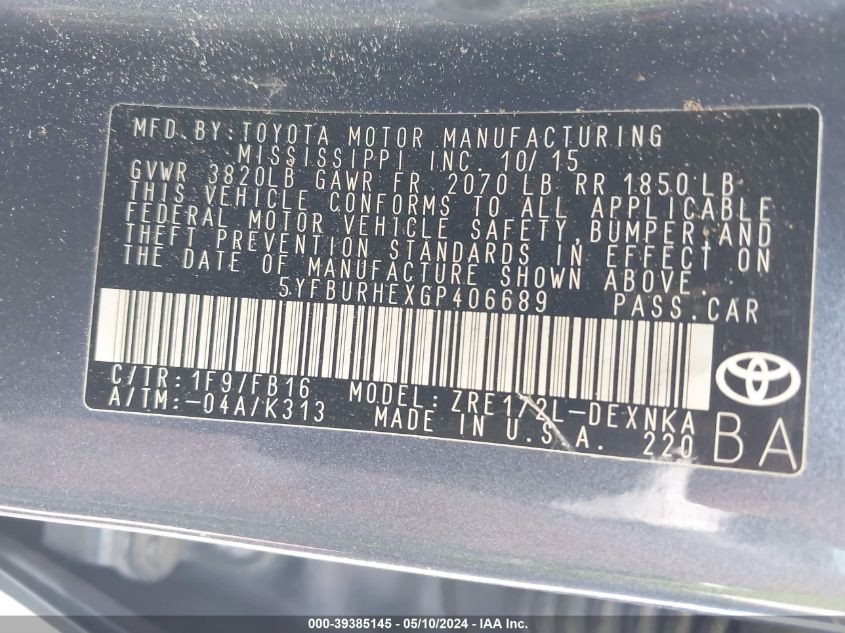 MFD. BY: TOYOTA MOTOR MANUFACTURING
MISSISSIPPI INC. 10/15
GVWR 3820LB GAWR FR 2070 LB RR 1850 LB
THIS VEHICLE CONFORMS TO ALL APPLICABLE
FEDERAL MOTOR VEHICLE SAFETY, BUMPER, AND
THEFT PREVENTION STANDARDS IN EFFECT ON
THE DATE OF MANUFACTURE SHOWN ABOVE.
5YFBURHEXGP406689 PASS. CAR
C/TR: 1F9/FB16 MODEL: ZRE172L-DEXNKA
A/TM: -04A/K313 MADE IN U.S.A. 220 BA
000-39385145 - 05/10/2024 - IAA Inc.